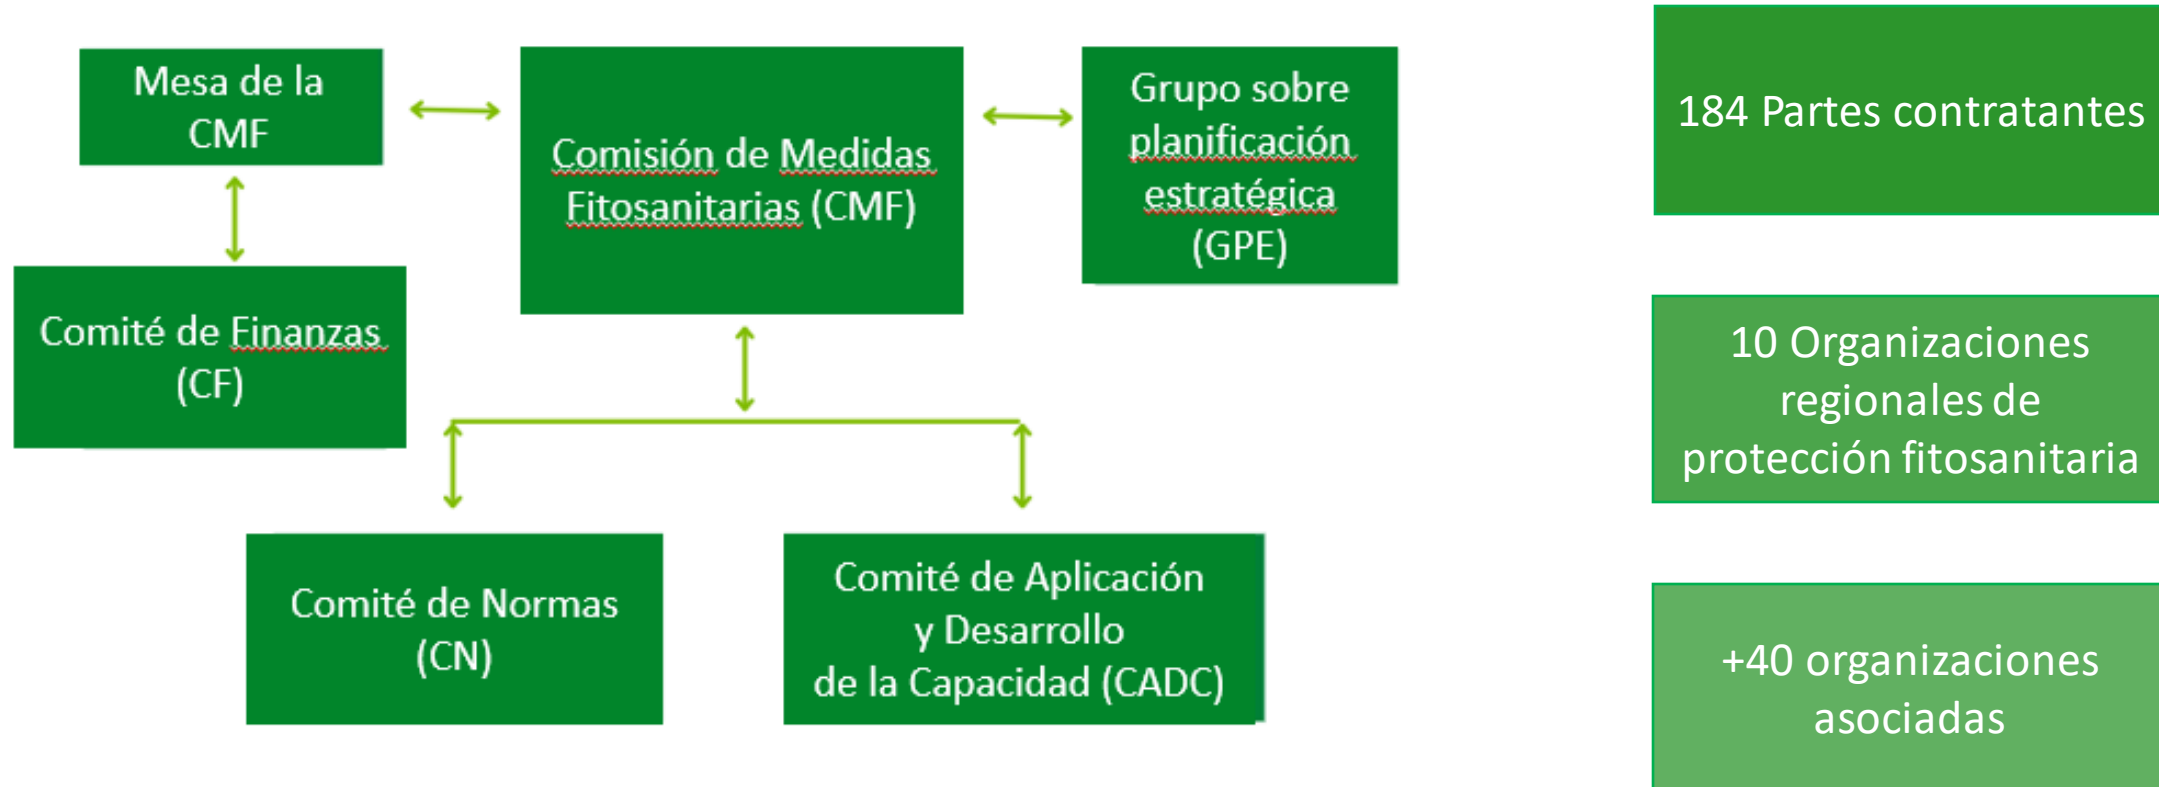 Mesa de la
CMF
Comisión de Medidas
Fitosanitarias (CMF)
Grupo sobre
planificación
estratégica
(GPE)
Comité de Finanzas
(CF)
Comité de Normas
(CN)
Comité de Aplicación
y Desarrollo
de la Capacidad (CADC)
184 Partes contratantes
10 Organizaciones
regionales de
protección fitosanitaria
+40 organizaciones
asociadas